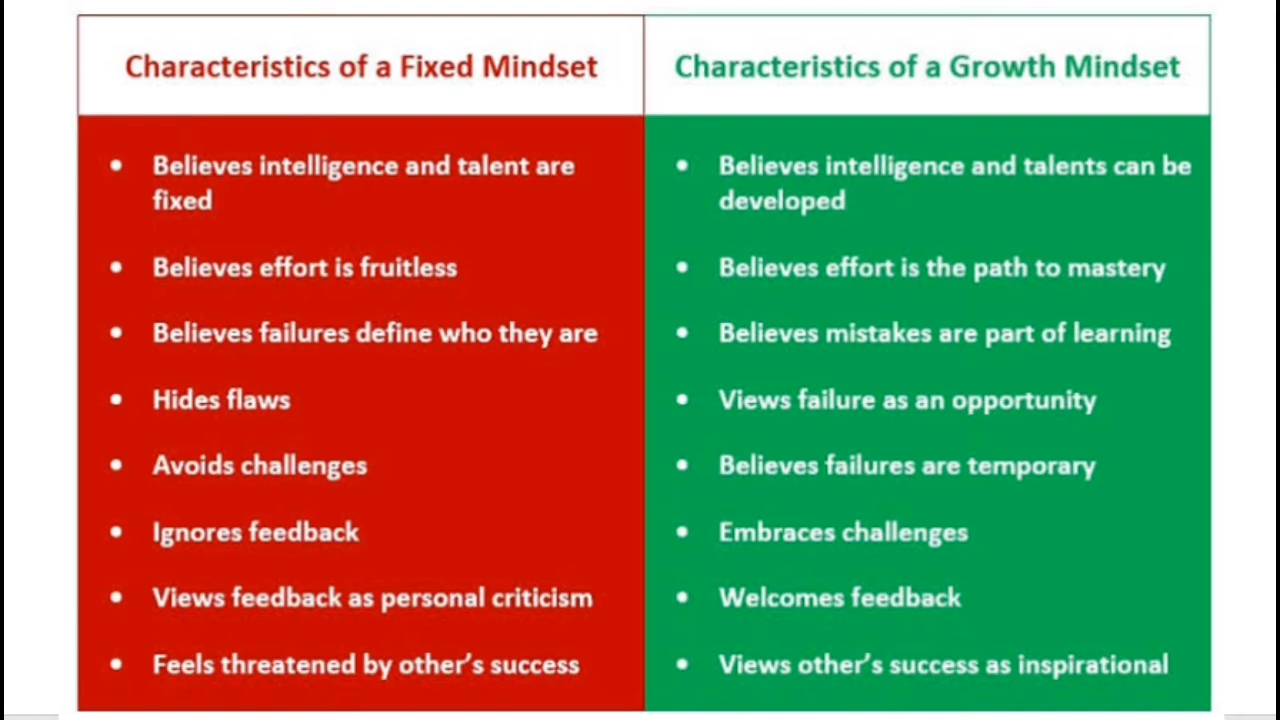 Characteristics of a Fixed Mindset
• Believes intelligence and talent are
fixed
• Believes effort is fruitless
• Believes failures define who they are
• Hides flaws
• Avoids challenges
• Ignores feedback
• Views feedback as personal criticism
• Feels threatened by other’s success
Characteristics of a Growth Mindset
• Believes intelligence and talents can be
developed
• Believes effort is the path to mastery
• Believes mistakes are part of learning
• Views failure as an opportunity
• Believes failures are temporary
• Embraces challenges
• Welcomes feedback
• Views other’s success as inspirational